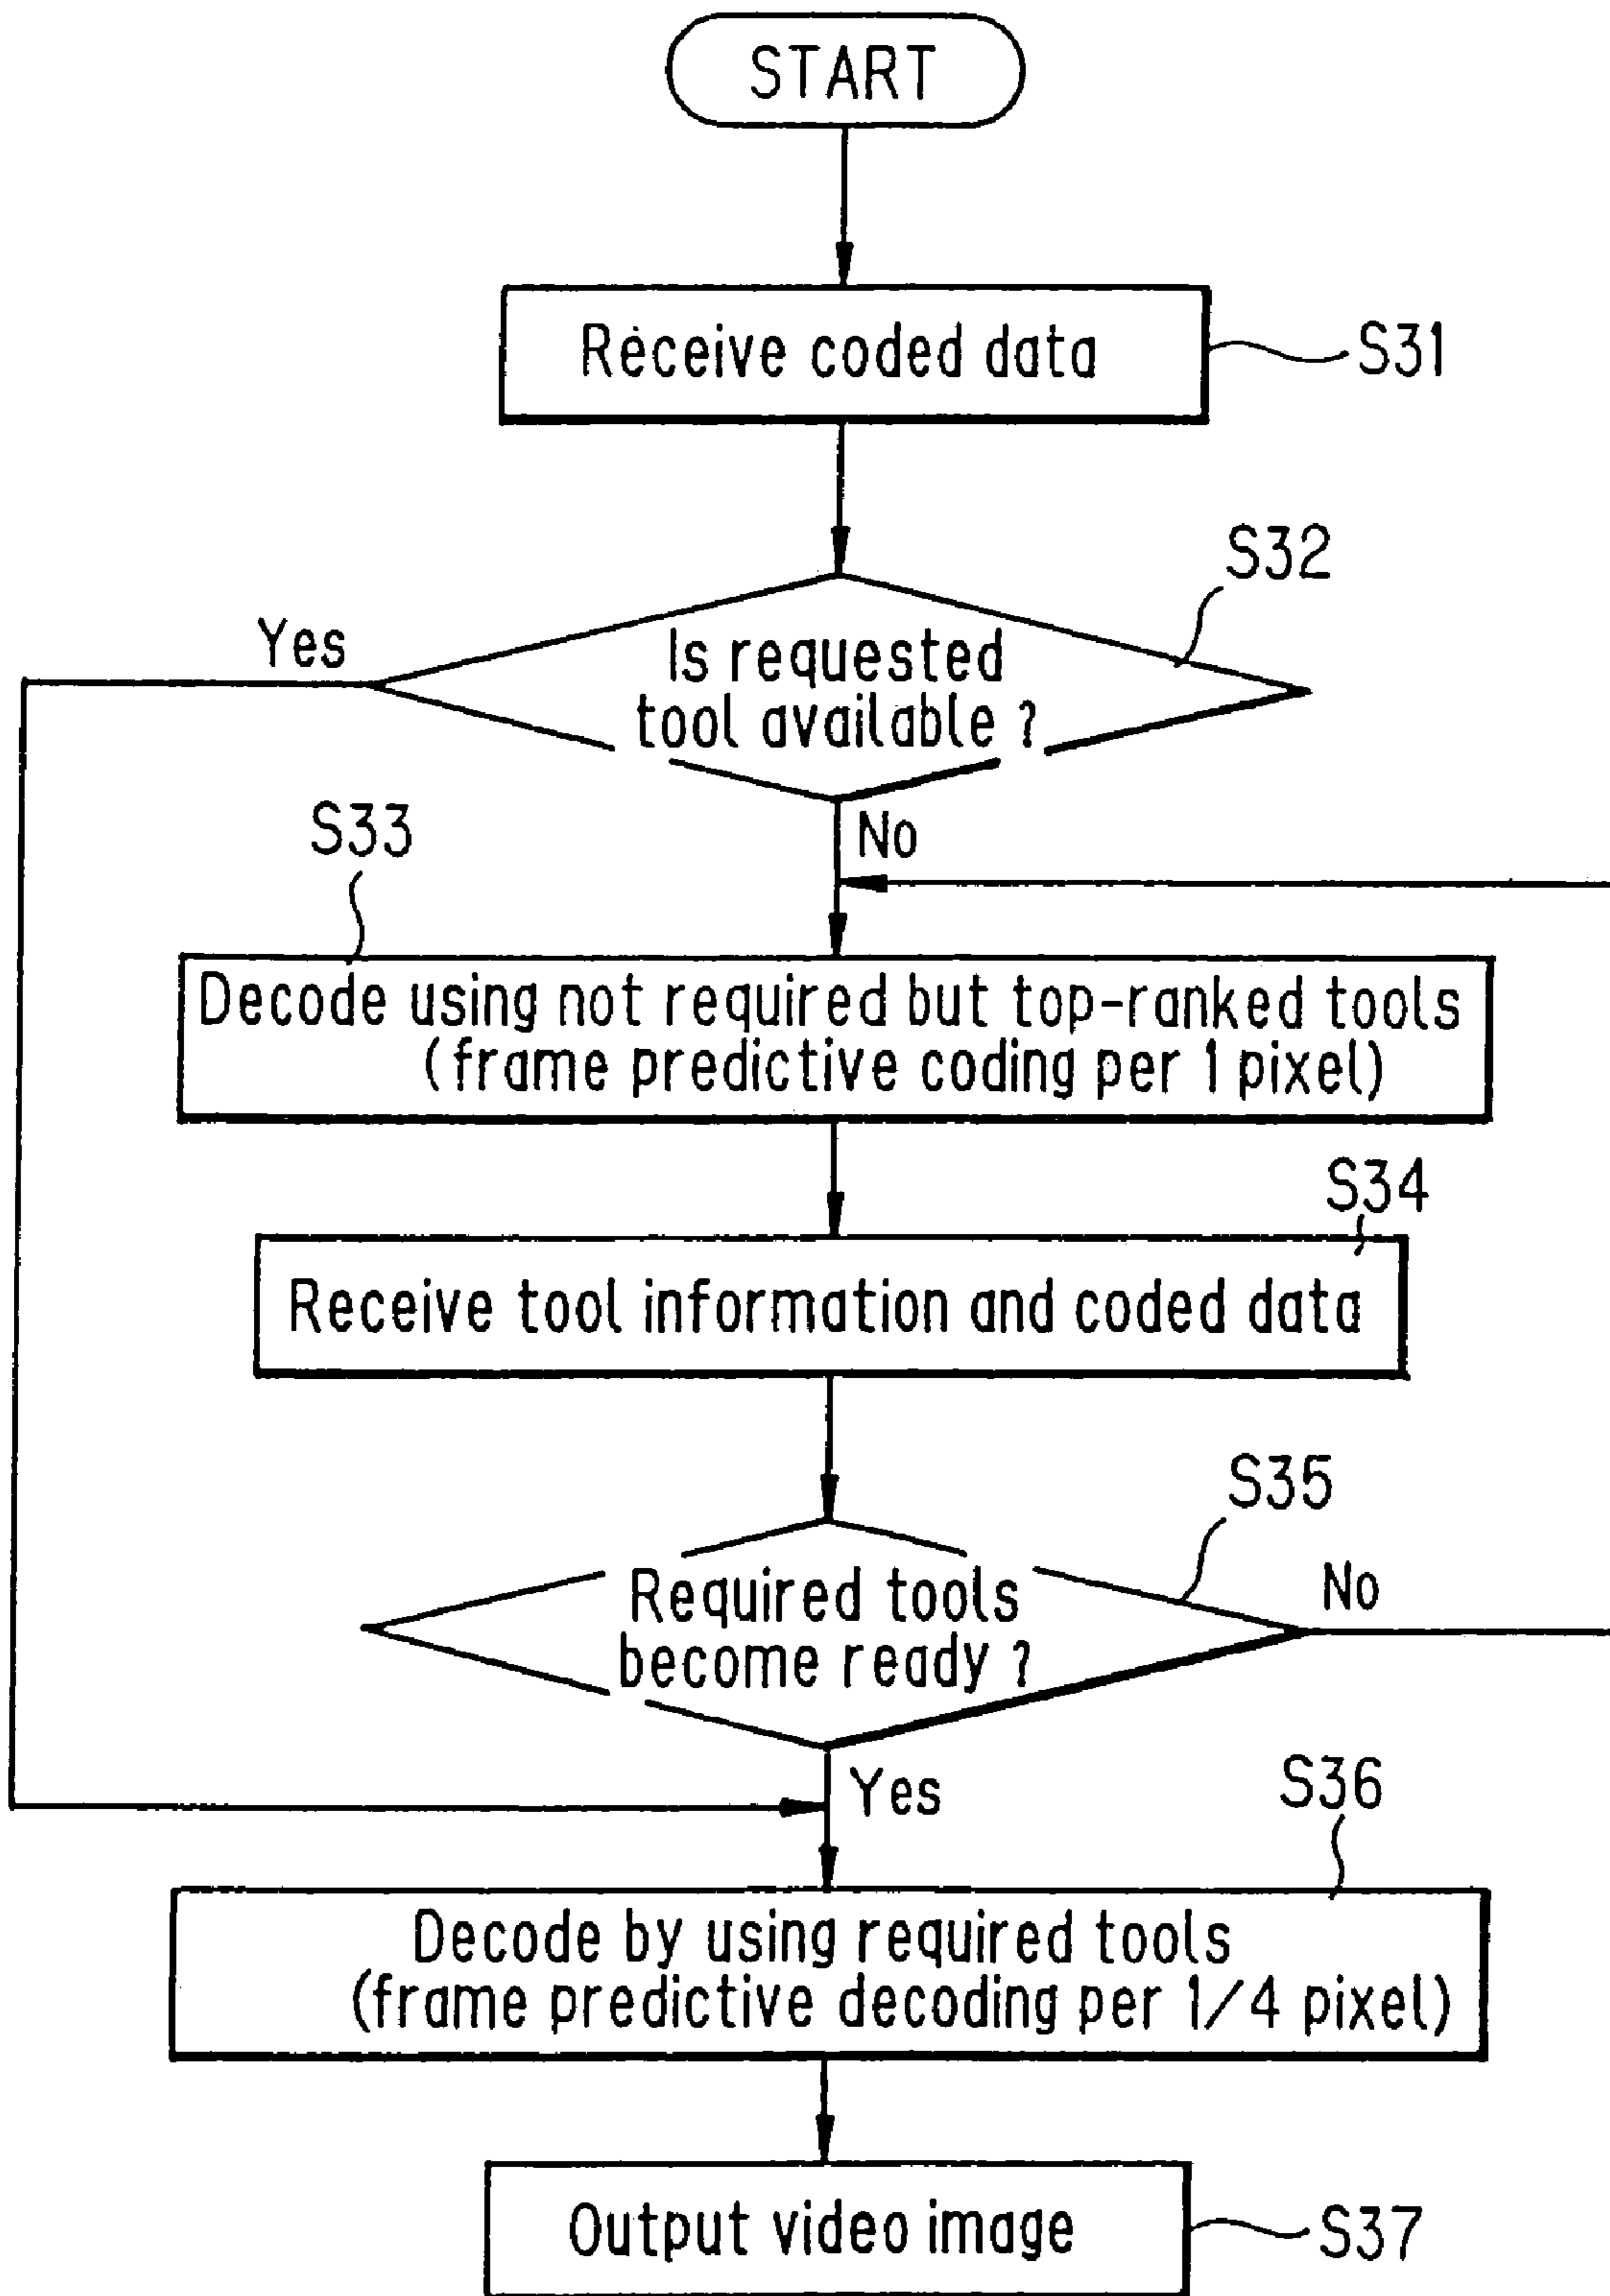 START
Receive coded data
S31
S32
Yes
Is requested
tool available ?
No
S33
Decode using not required but top-ranked tools
(frame predictive coding per 1 pixel)
S34
Receive tool information and coded data
S35
Required tools
become ready ?
No
Yes
S36
Decode by using required tools
(frame predictive decoding per 1/4 pixel)
Output video image
S37